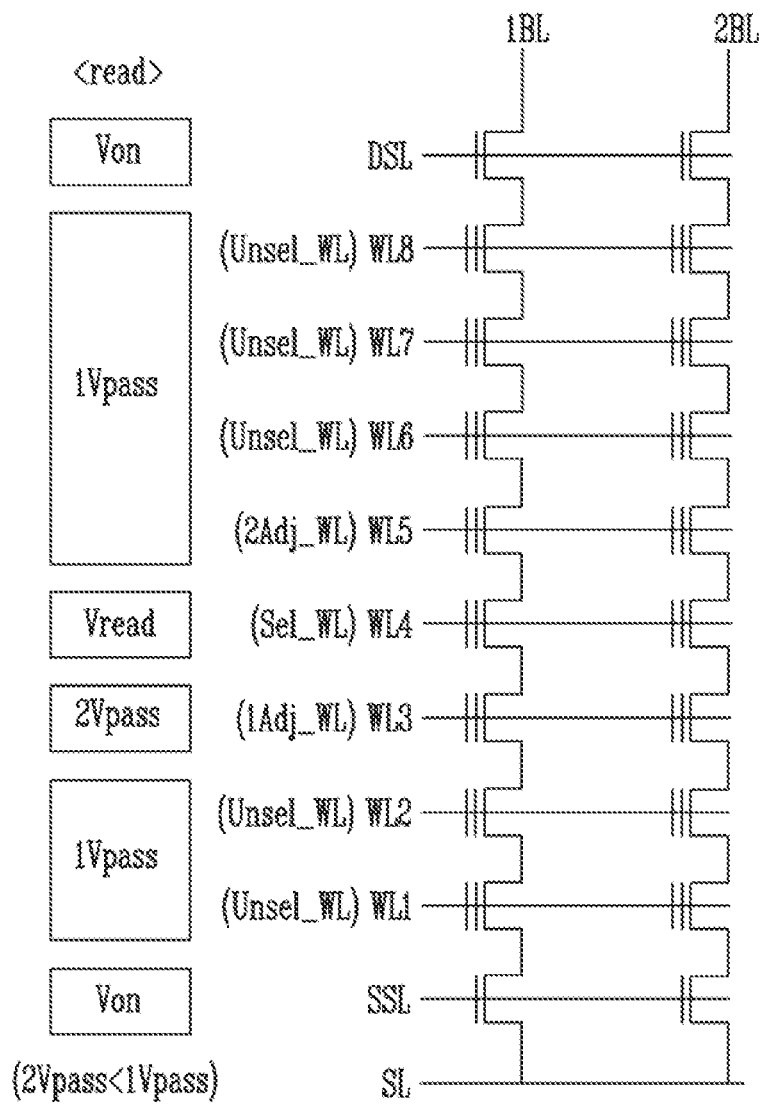 1BL 2BL
<read>
Von DSL
(Unsel_WL) WL8
(Unsel_WL) WL7
1Vpass
(Unsel_WL) WL6
(2Adj_WL) WL5
Vread (Sel_WL) WL4
2Vpass (1Adj_WL) WL3
(Unsel_WL) WL2
1Vpass
(Unsel_WL) WL1
Von SSL
(2Vpass<1Vpass) SL